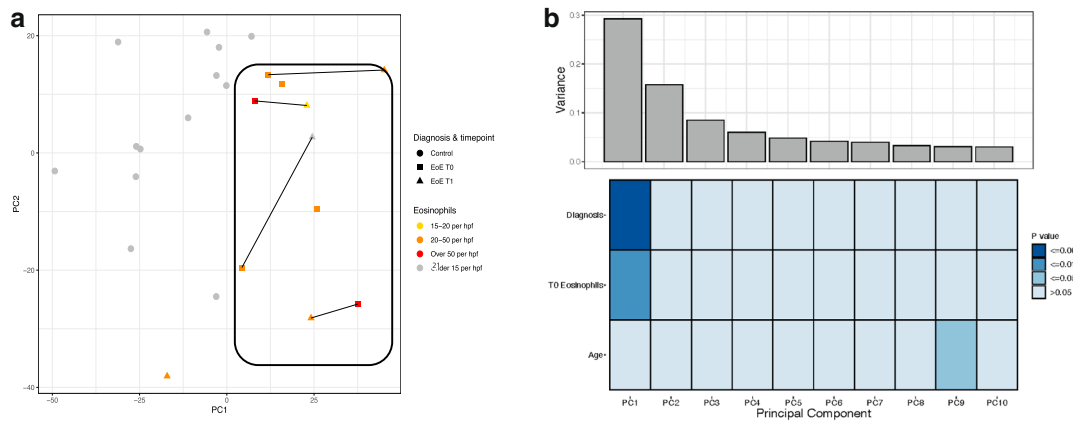 a
20
0
−20
−40
−50
−25
0
25
PC1
PC2
Diagnosis & timepoint
Control
EoE T0
EoE T1
Eosinophils
15−20 per hpf
20−50 per hpf
Over 50 per hpf
per hpf
b
0.3
0.2
0.1
0.0
Variance
Diagnosis
T0 Eosinophils
Age
PC1
PC2
PC3
PC4
PC5
PC6
PC7
PC8
PC9
PC10
Principal Component
P value
>0.05